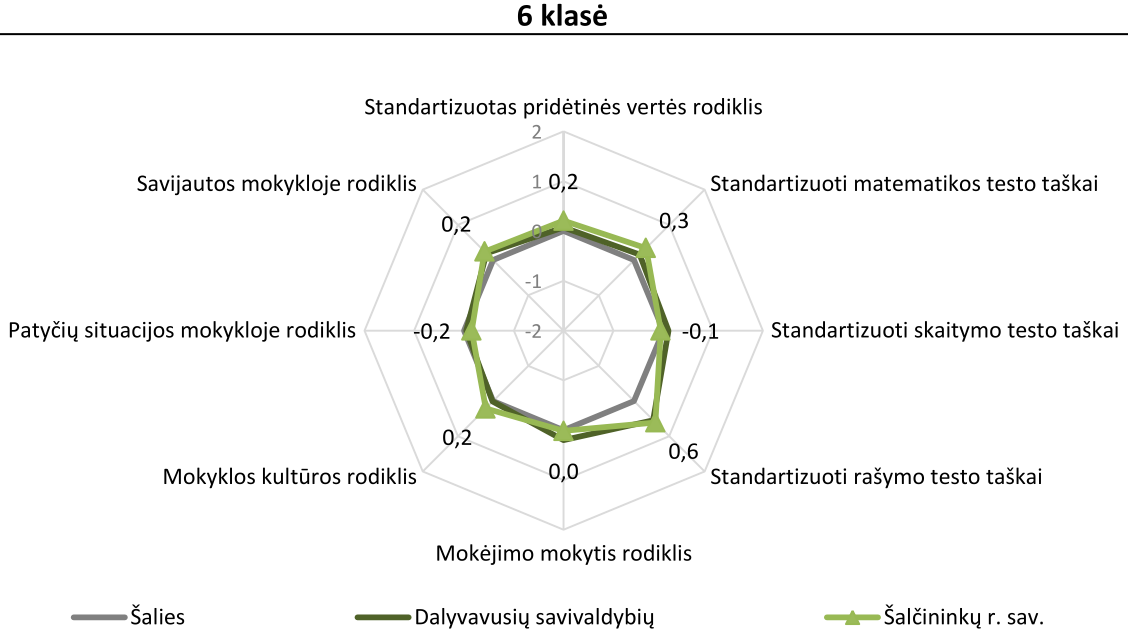 6 klasė
Standartizuotas pridėtinės vertės rodiklis
2
Savijautos mokykloje rodiklis
1
0,2
Standartizuoti matematikos testo taškai
0,2
0
0,3
-1
Patyčių situacijos mokykloje rodiklis
-0,2
-2
-0,1
Standartizuoti skaitymo testo taškai
0,2
0,6
Mokyklos kultūros rodiklis
0,0
Standartizuoti rašymo testo taškai
Mokėjimo mokytis rodiklis
Šalies
Dalyvavusių savivaldybių
Šalčininkų r. sav.